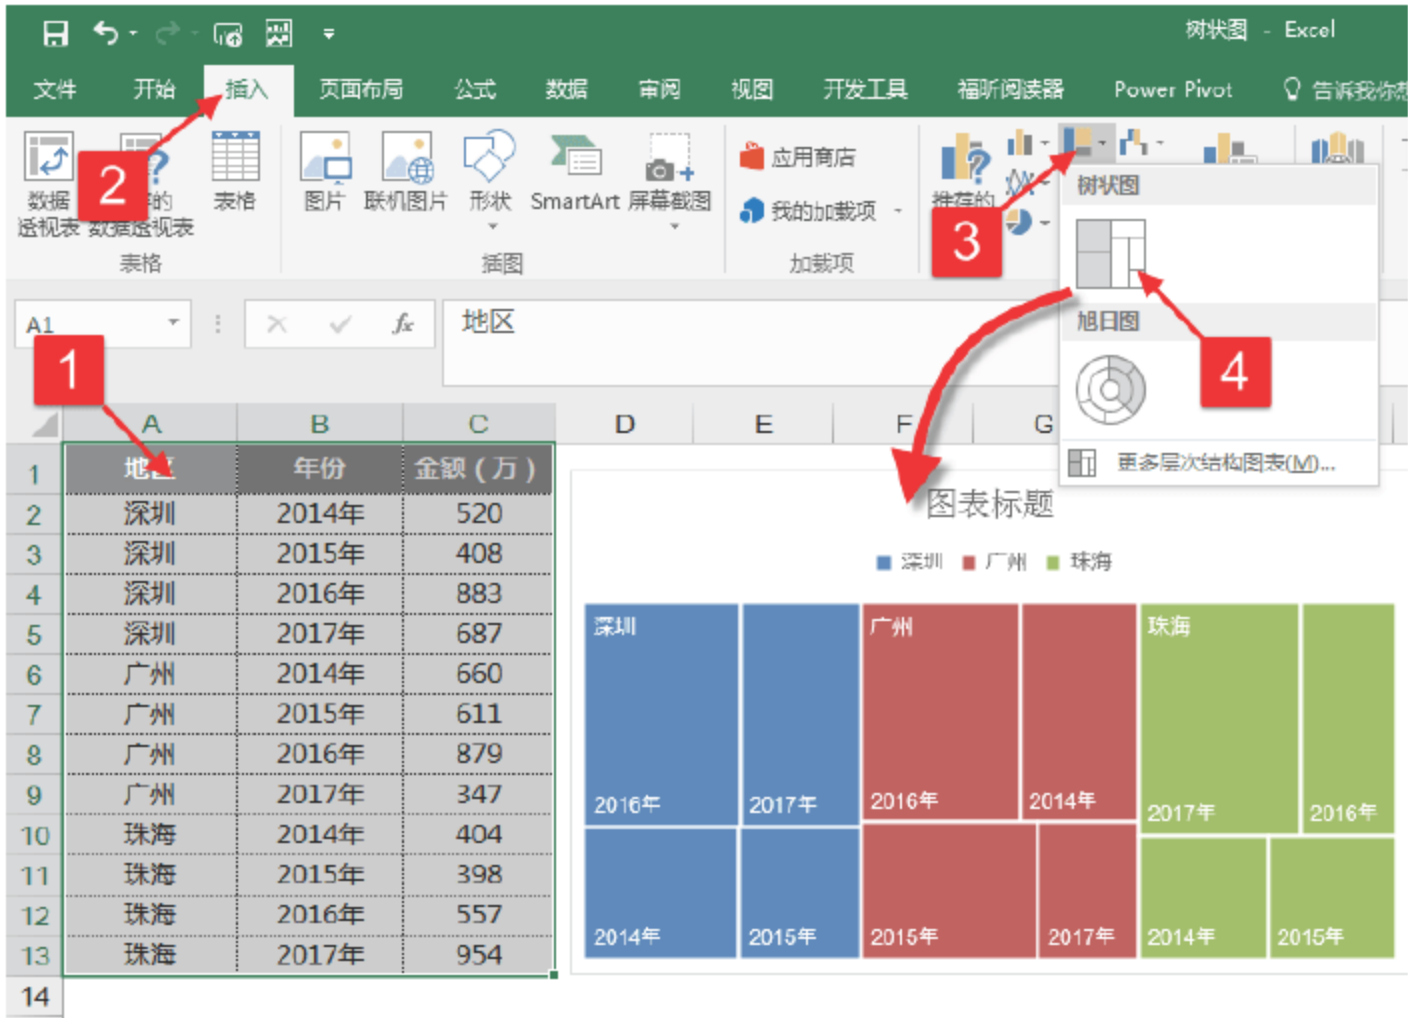 树状图 - Excel
文件 开始 插入 页面布局 公式 数据 审阅 视图 开发工具 福昕阅读器 Power Pivot 告诉我你想
数据
透视表
的
数据透视表
表格
图片 联机图片 形状 SmartArt 屏幕截图
应用商店
我的加载项
推荐的
表格 插图 加载项
2
3
树状图
旭日图
4
更多层次结构图表(M)...
A1 fx 地区
1
A B C D E F G
1 地区 年份 金额（万）
2 深圳 2014年 520
3 深圳 2015年 408
4 深圳 2016年 883
5 深圳 2017年 687
6 广州 2014年 660
7 广州 2015年 611
8 广州 2016年 879
9 广州 2017年 347
10 珠海 2014年 404
11 珠海 2015年 398
12 珠海 2016年 557
13 珠海 2017年 954
14
图表标题
深圳 广州 珠海
深圳 广州 珠海
2016年 2017年 2016年 2014年 2017年 2016年
2014年 2015年 2015年 2017年 2014年 2015年